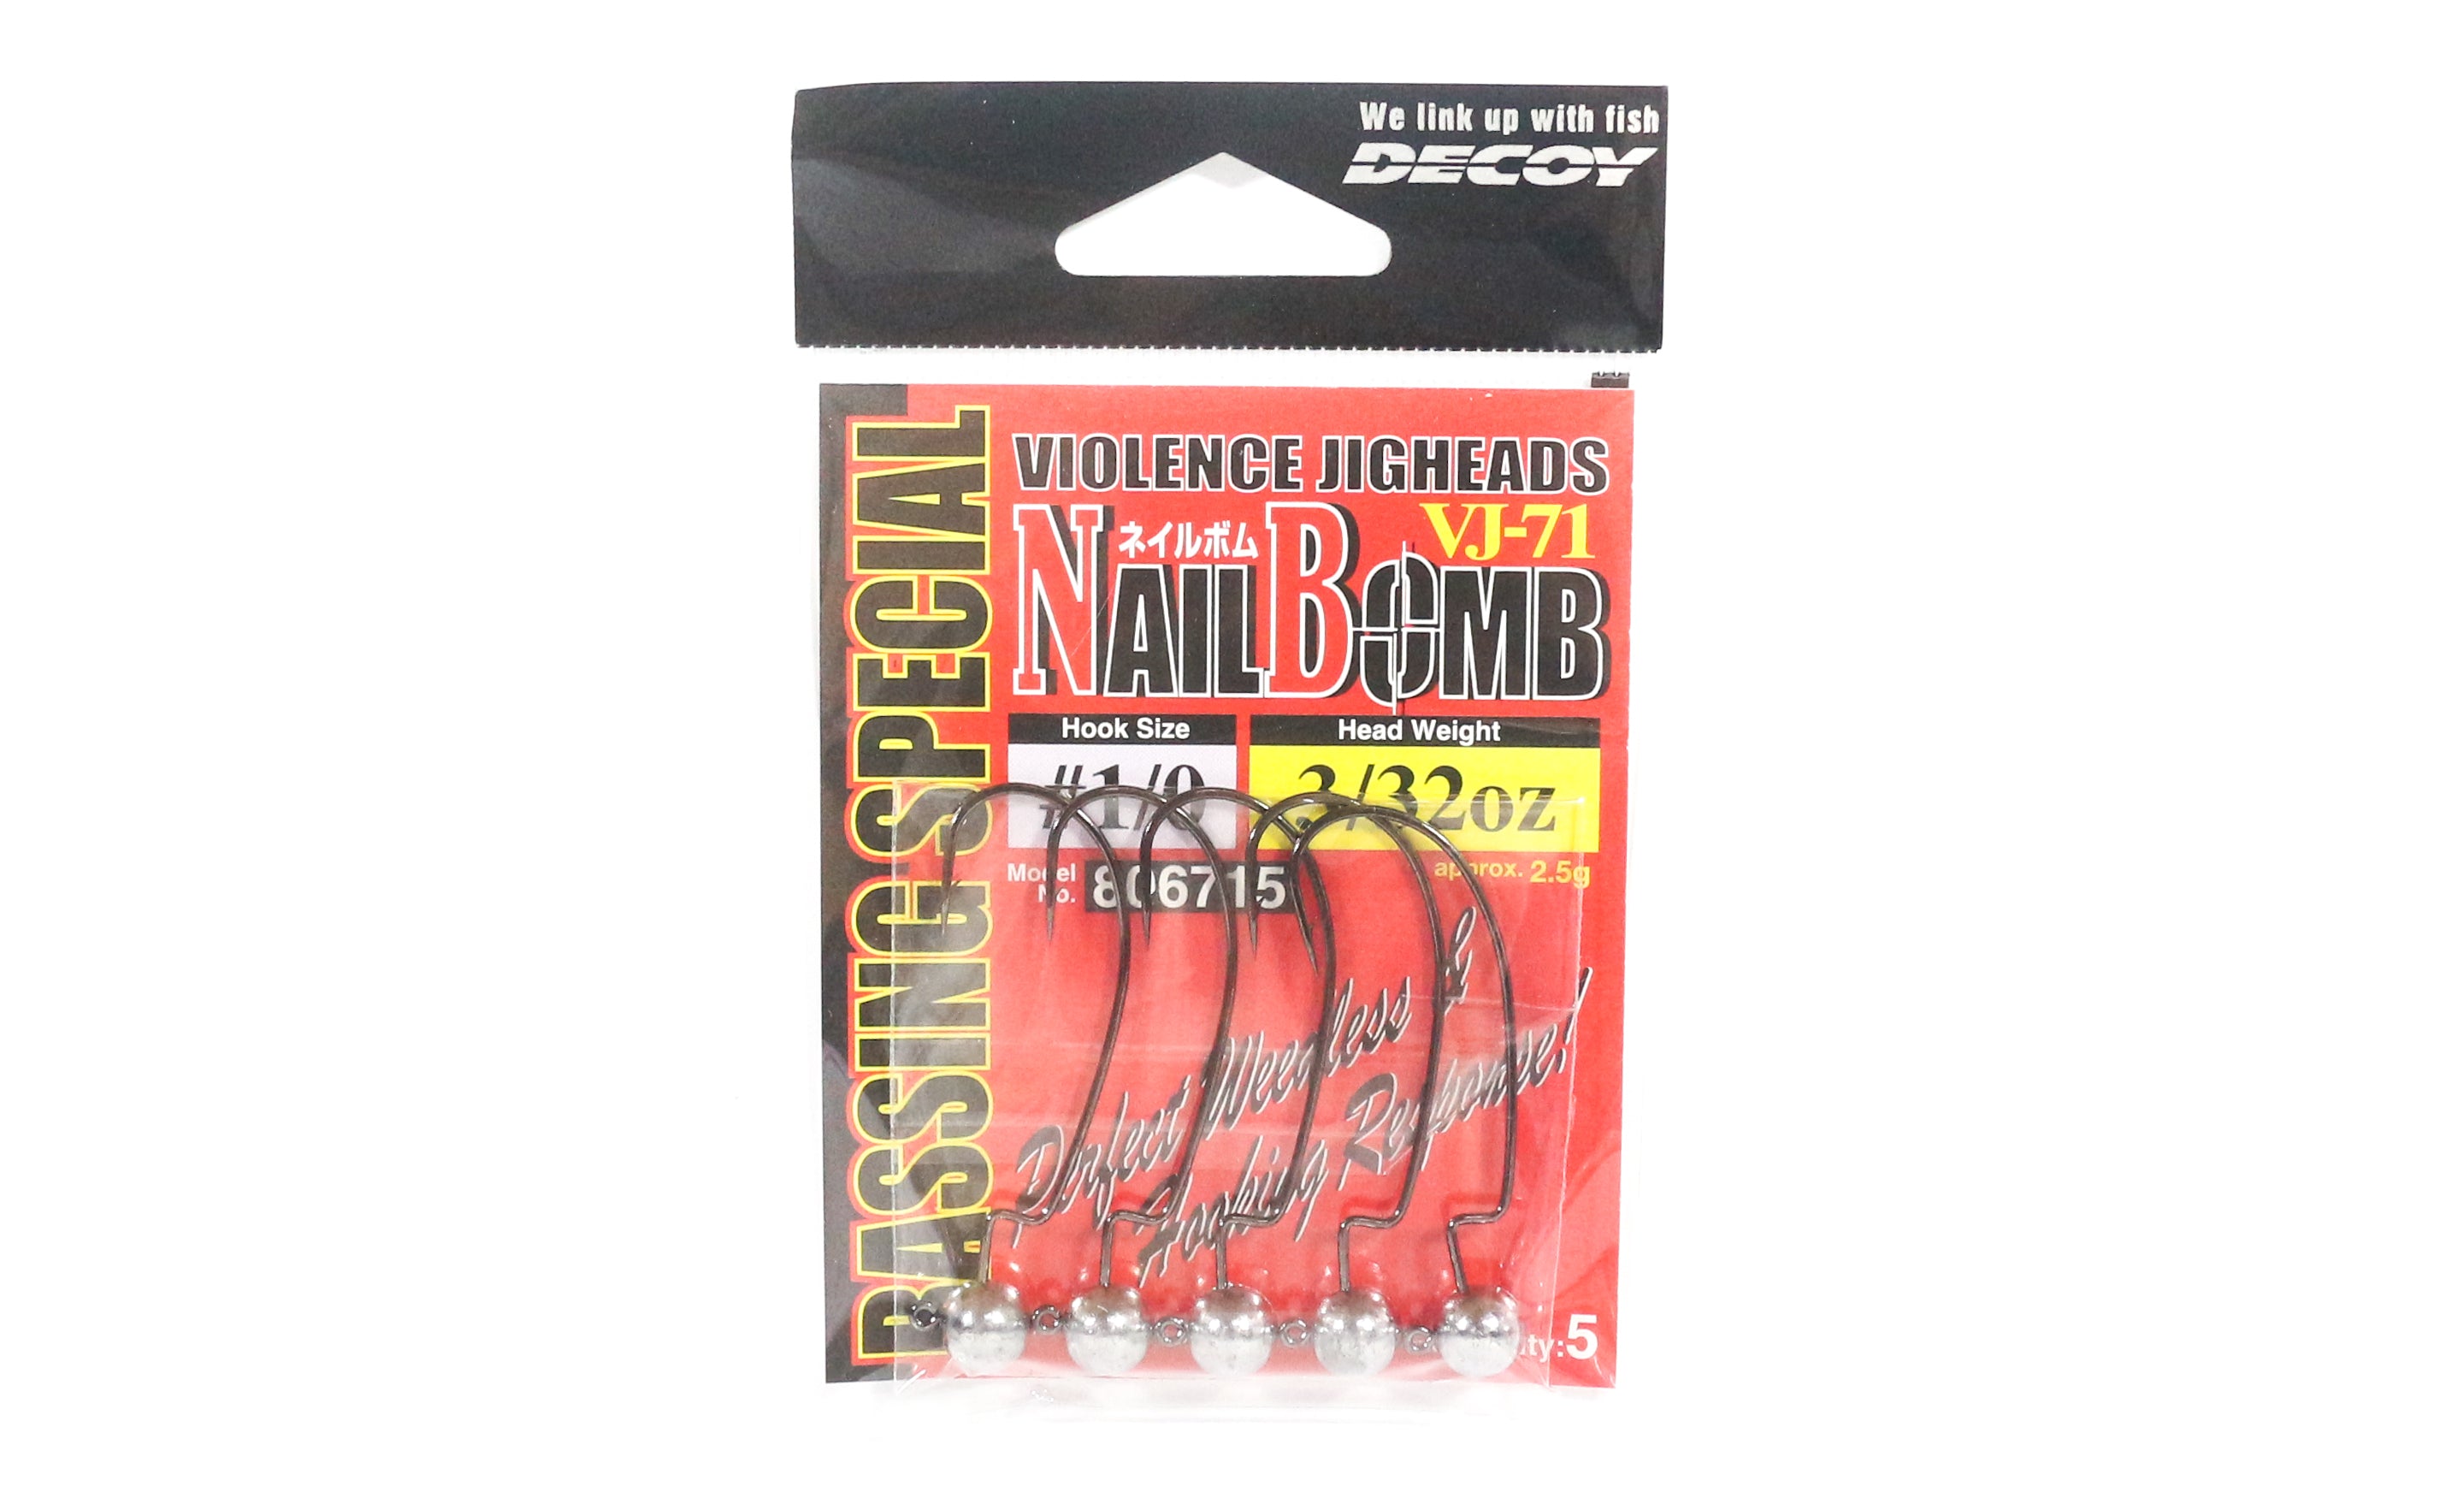 We link up with fish
DECOY
BASSING SPECIAL
VIOLENCE JIGHEADS
VJ-71
ネイルボム
NAIL BOMB
Hook Size
#1/0
Head Weight
3/32oz
approx. 2.5g
Model No. 806715
Perfect Weedless &
Hooking Response!
5